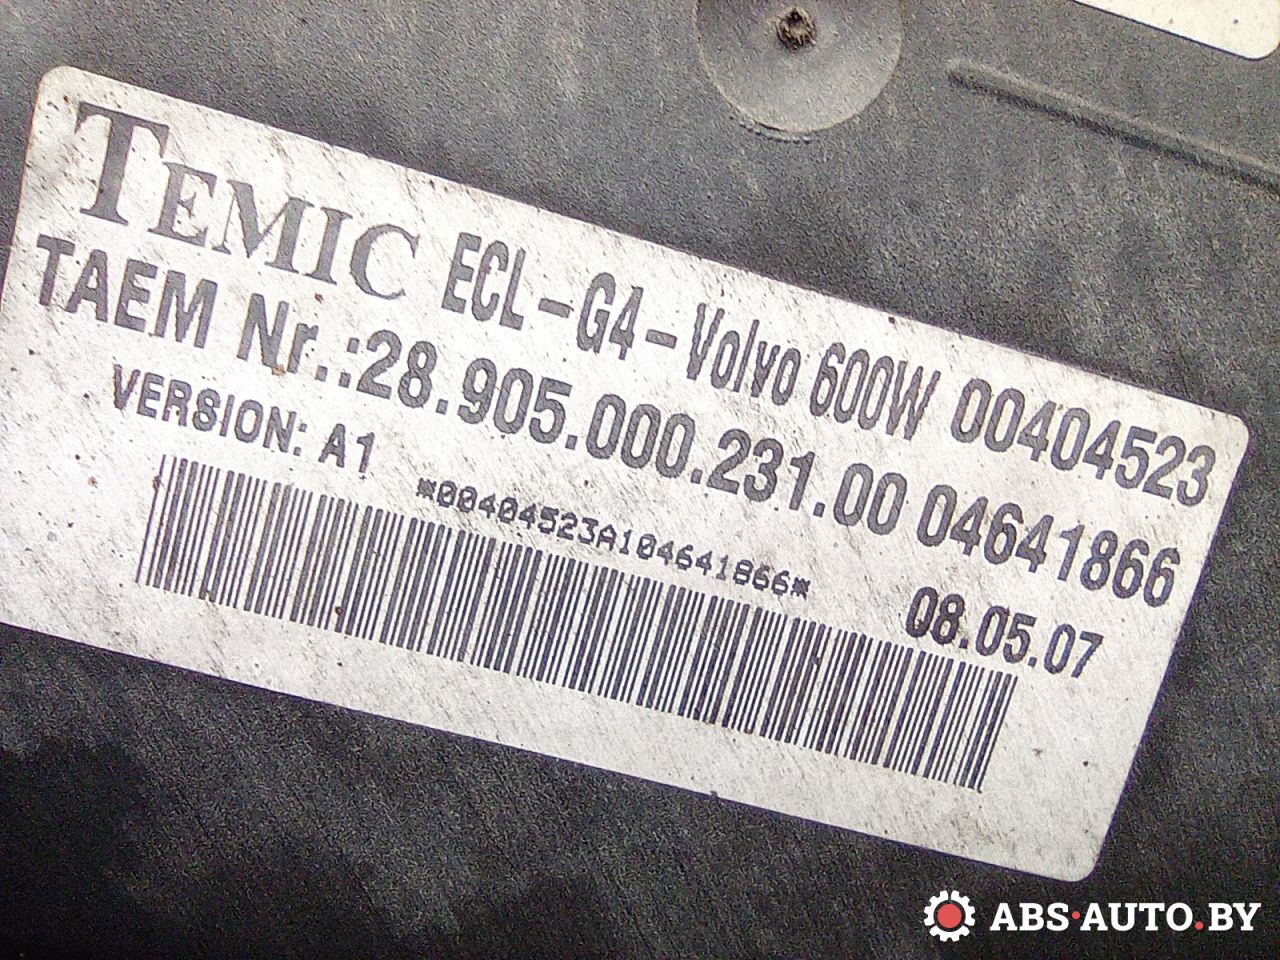 TEMIC ECL-G4-Volvo 600W 00404523
TAEM Nr.:28.905.000.231.00 04641866
VERSION: A1
*00404523A104641866*
08.05.07
ABS·AUTO.BY